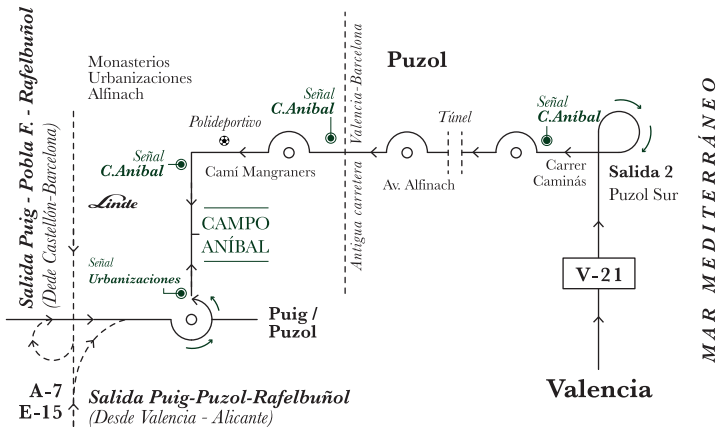 Salida Puig - Pobla F. - Rafelbuñol
(Dede Castellón-Barcelona)
Monasterios
Urbanizaciones
Alfinach
Polideportivo
Señal
C.Aníbal
Camí Mangraners
Señal
C.Aníbal
Linde
CAMPO
ANÍBAL
Señal
Urbanizaciones
Puig /
Puzol
A-7
E-15
Salida Puig-Puzol-Rafelbuñol
(Desde Valencia - Alicante)
Antigua carretera Valencia-Barcelona
Puzol
Túnel
Av. Alfinach
Señal
C.Aníbal
Carrer
Caminás
Salida 2
Puzol Sur
V-21
Valencia
MAR MEDITERRÁNEO